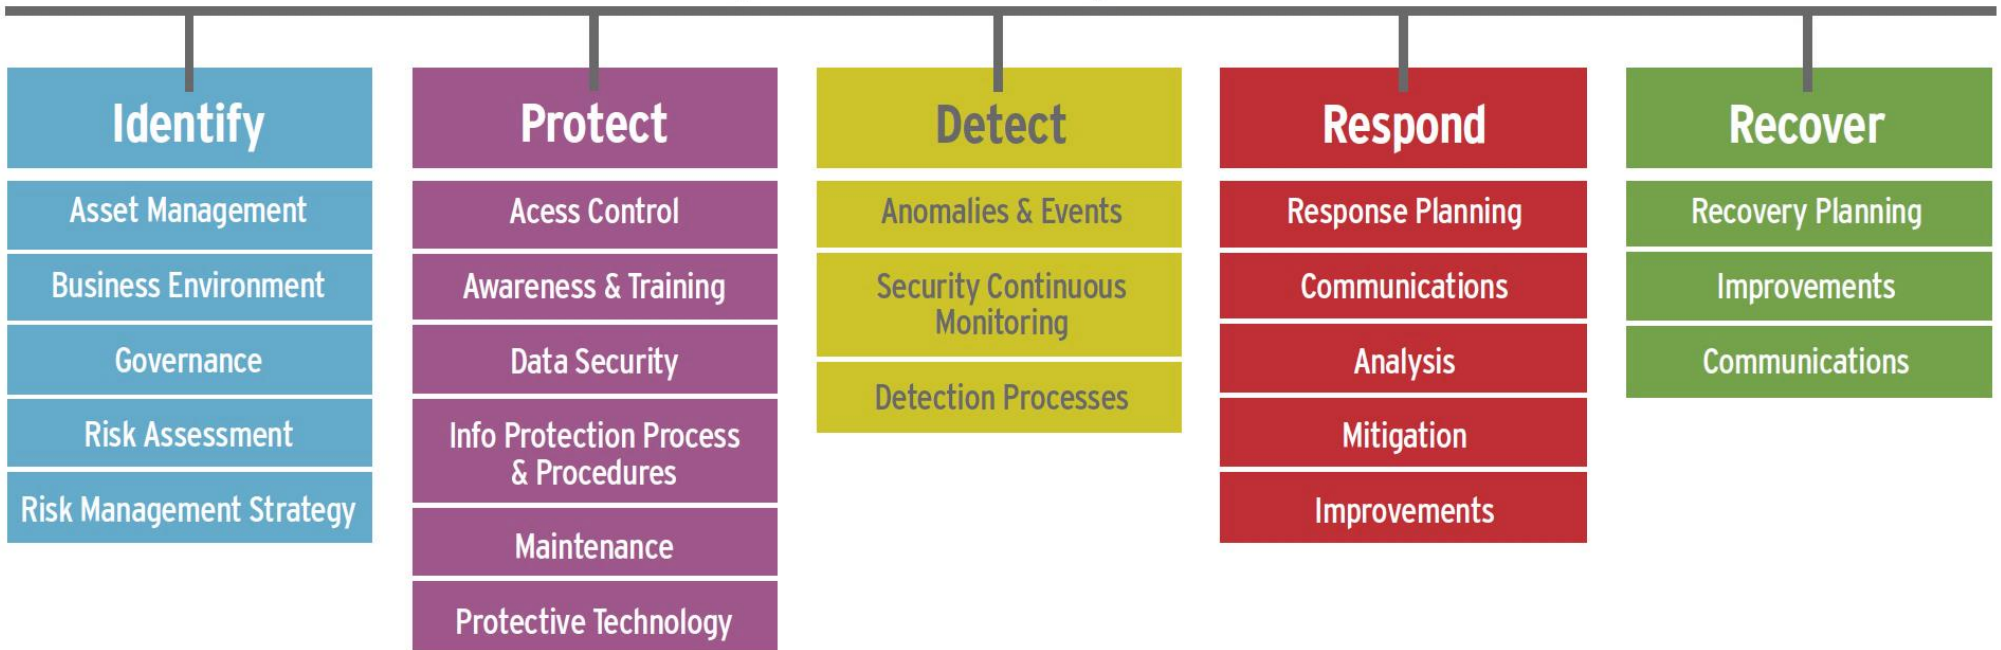 Identify
Asset Management
Business Environment
Governance
Risk Assessment
Risk Management Strategy
Protect
Acess Control
Awareness & Training
Data Security
Info Protection Process
& Procedures
Maintenance
Protective Technology
Detect
Anomalies & Events
Security Continuous
Monitoring
Detection Processes
Respond
Response Planning
Communications
Analysis
Mitigation
Improvements
Recover
Recovery Planning
Improvements
Communications